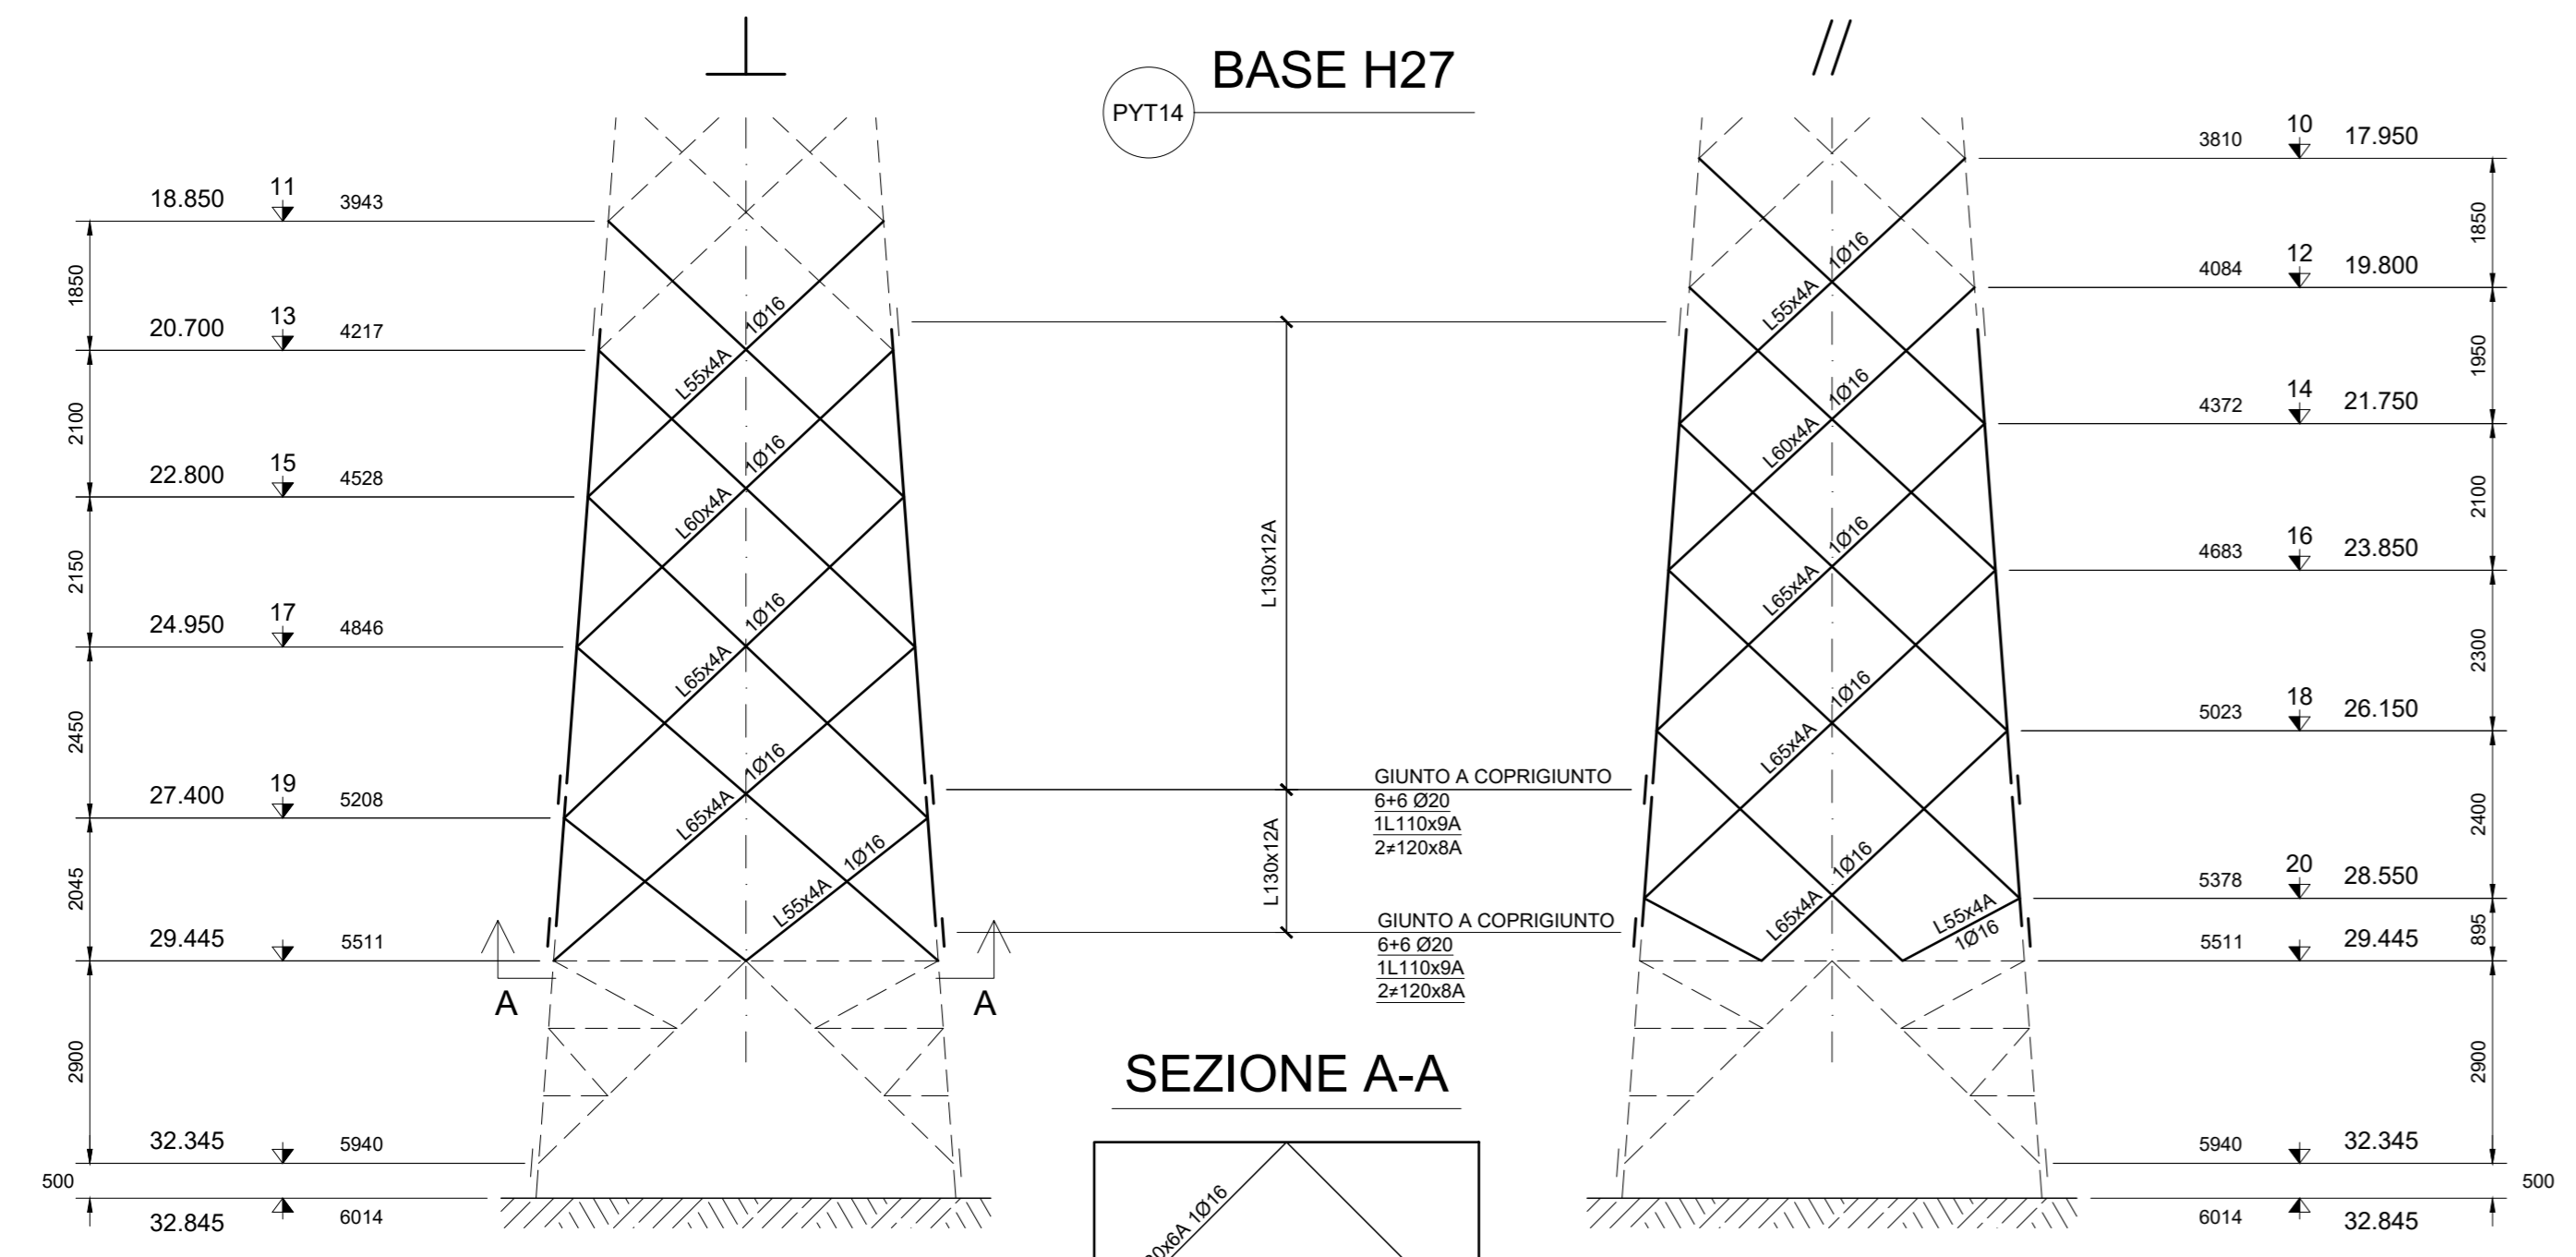 BASE H27
PYT14
18.850 11 3943
1850
20.700 13 4217
2100
22.800 15 4528
2150
24.950 17 4846
2450
27.400 19 5208
2045
29.445 5511
2900
32.345 5940
500
32.845 6014
1Ø16
L55x4A
1Ø16
L60x4A
1Ø16
L65x4A
1Ø16
L65x4A
1Ø16
L55x4A
A A
L130x12A
L130x12A
GIUNTO A COPRIGIUNTO
6+6 Ø20
1L110x9A
2≠120x8A
GIUNTO A COPRIGIUNTO
6+6 Ø20
1L110x9A
2≠120x8A
SEZIONE A-A
1Ø16
//
1Ø16
L55x4A
1Ø16
L60x4A
1Ø16
L65x4A
1Ø16
L65x4A
1Ø16
L65x4A
L55x4A
1Ø16
3810 10 17.950
1850
4084 12 19.800
1950
4372 14 21.750
2100
4683 16 23.850
2300
5023 18 26.150
2400
5378 20 28.550
895
5511 29.445
2900
5940 32.345
500
6014 32.845